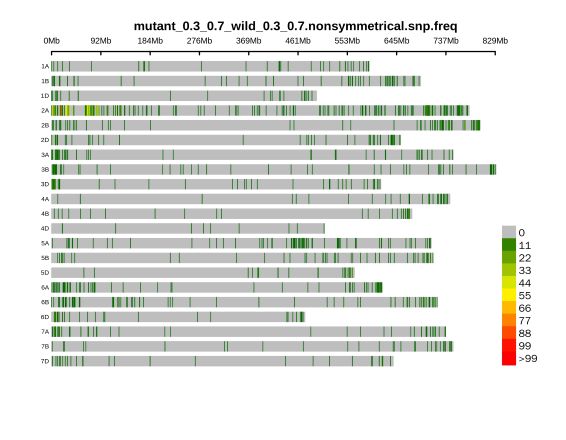 mutant_0.3_0.7_wild_0.3_0.7.nonsymmetrical.snp.freq
0Mb 92Mb 184Mb 276Mb 369Mb 461Mb 553Mb 645Mb 737Mb 829Mb
1A
1B
1D
2A
2B
2D
3A
3B
3D
4A
4B
4D
5A
5B
5D
6A
6B
6D
7A
7B
7D
0
11
22
33
44
55
66
77
88
99
>99